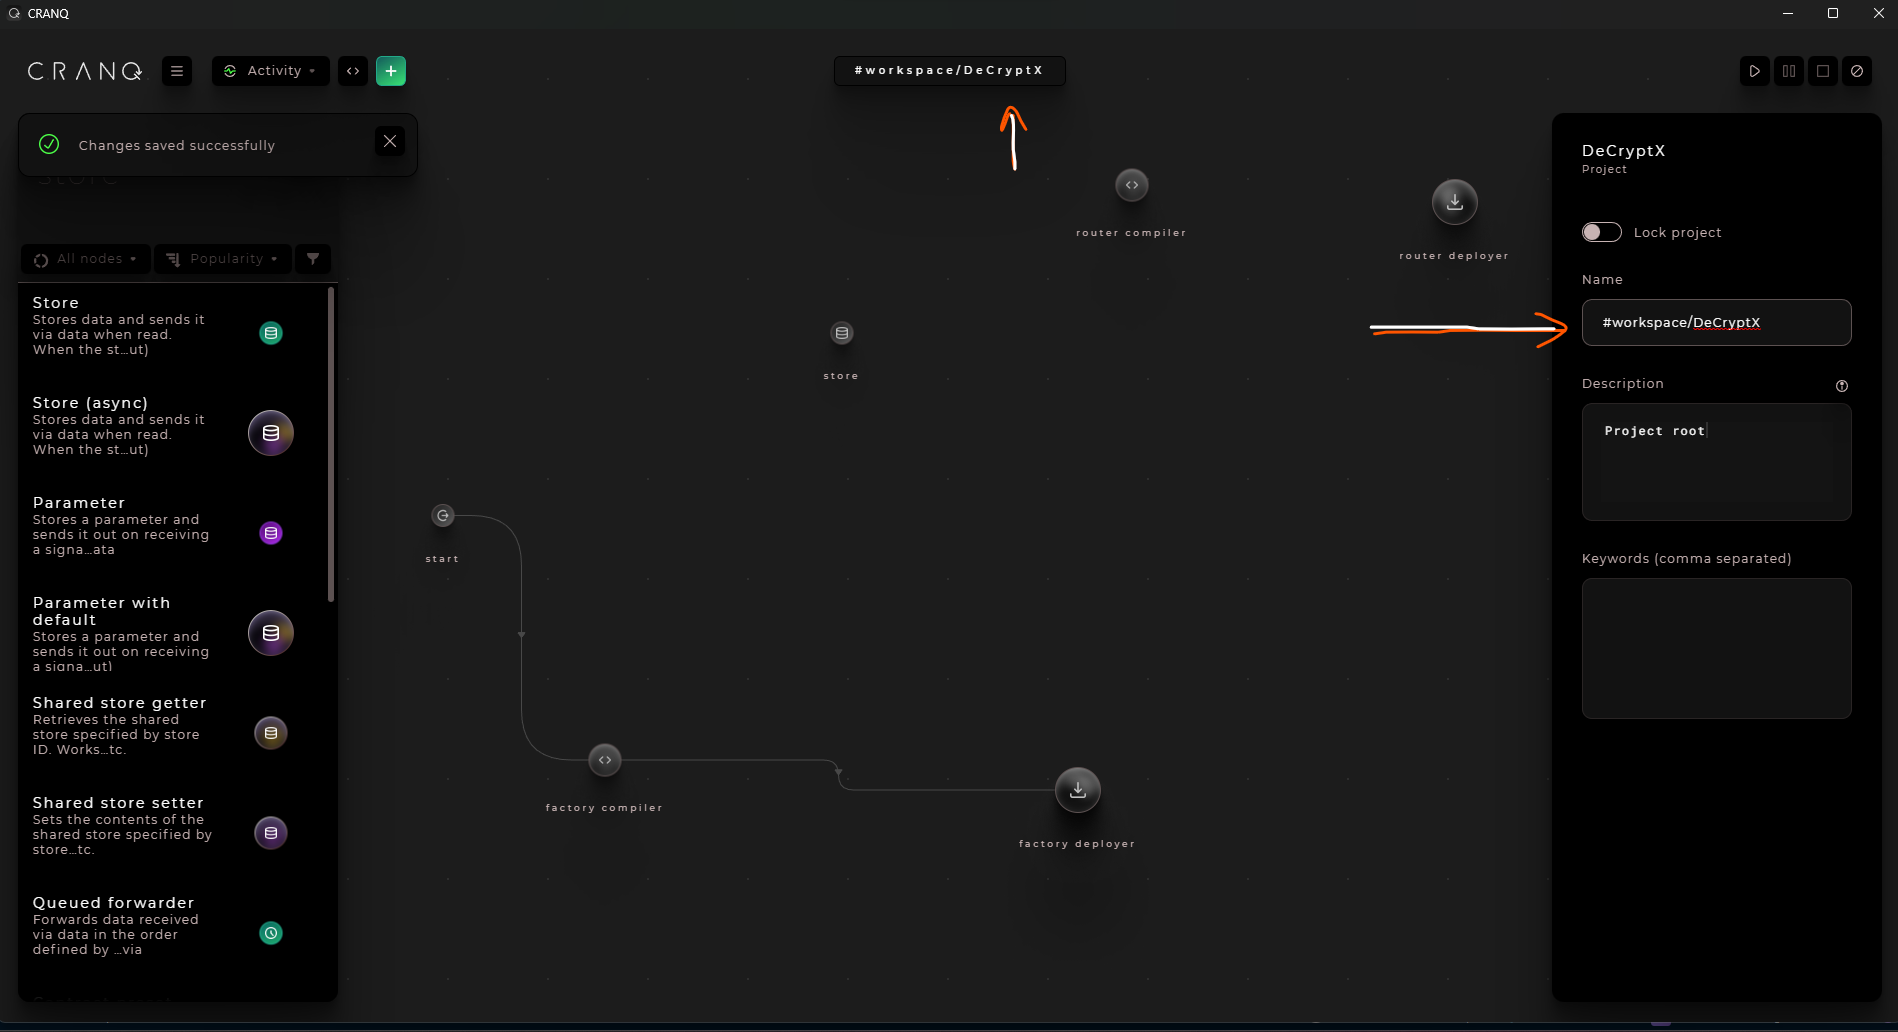 CRANQ
CRANQ
Activity
#workspace/DeCryptX
Changes saved successfully
store
All nodes
Popularity
Store
Stores data and sends it
via data when read.
When the st...ut)
Store (async)
Stores data and sends it
via data when read.
When the st...ut)
Parameter
Stores a parameter and
sends it out on receiving
a signa...ata
Parameter with
default
Stores a parameter and
sends it out on receiving
a signa...ut)
Shared store getter
Retrieves the shared
store specified by store
ID. Works...tc.
Shared store setter
Sets the contents of the
shared store specified by
store...tc.
Queued forwarder
Forwards data received
via data in the order
defined by ...via
router compiler
router deployer
store
start
factory compiler
factory deployer
DeCryptX
Project
Lock project
Name
#workspace/DeCryptX
Description
Project root
Keywords (comma separated)